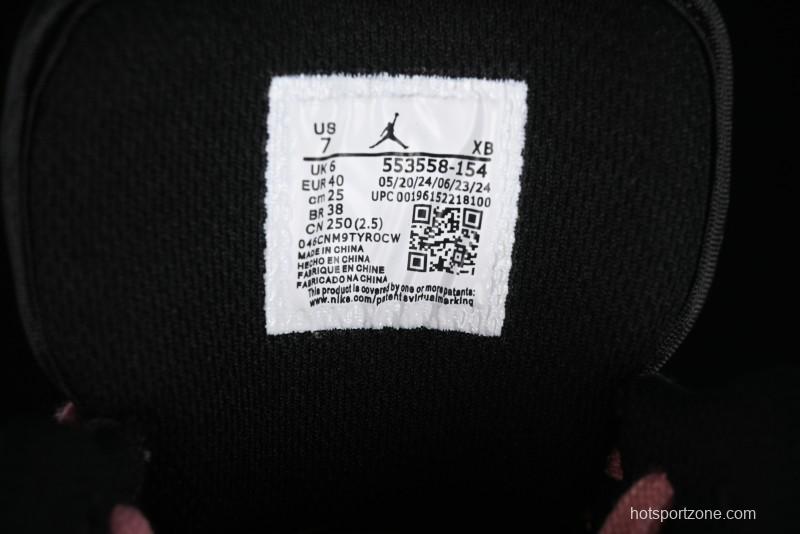 US
7
XB
UK 6
553558-154
EUR 40
05/20/24/06/23/24
cm 25
UPC 00196152218100
BR 38
CN 250 (2.5)
046CNM9TYROCW
MADE IN CHINA
HECHO EN CHINA
FABRIQUE EN CHINE
FABRICADO NA CHINA
This product is covered by one or more patents:
www.nike.com/patentsvirtualmarking
hotsportzone.com